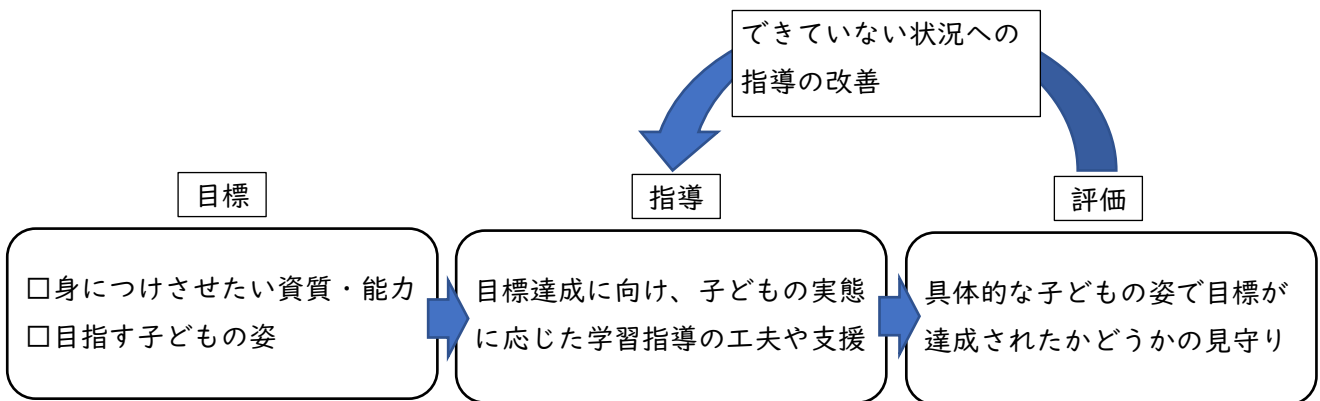 できていない状況への
指導の改善
目標
指導
評価
□身につけさせたい資質・能力
□目指す子どもの姿
目標達成に向け、子どもの実態
に応じた学習指導の工夫や支援
具体的な子どもの姿で目標が
達成されたかどうかの見守り